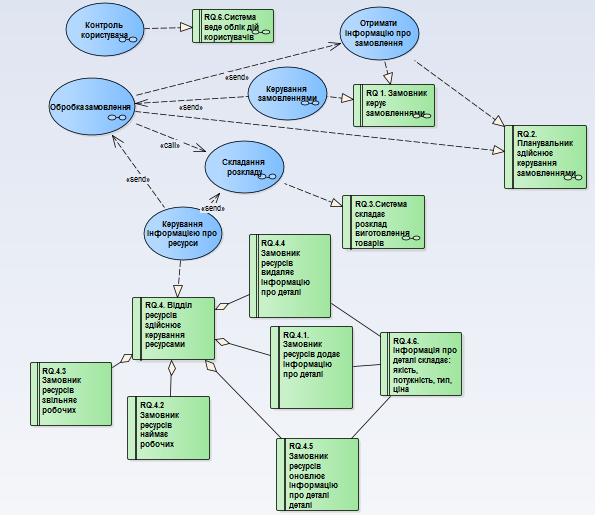 Контроль
користувача
RQ.6.Система
веде облік дій
користувачів
Отримати
інформацію про
замовлення
«send»
Керування
замовленнями
RQ 1. Замовник
керує
замовленнями
Обробка замовлення
«send»
RQ.2.
Планувальник
здійснює
керування
замовленнями
«call»
Складання
розкладу
«send»
«send»
RQ.3.Система
складає
розклад
виготовлення
товарів
Керування
інформацією про
ресурси
RQ.4.4
Замовник
ресурсів
видаляє
інформацію
про деталі
RQ.4. Відділ
ресурсів
здійснює
керування
ресурсами
RQ.4.1.
Замовник
ресурсів додає
інформацію
про деталі
RQ.4.6.
Інформація про
деталі складає:
якість,
потужність, тип,
ціна
RQ.4.3
Замовник
ресурсів
звільняє
робочих
RQ.4.2
Замовник
ресурсів
наймає
робочих
RQ.4.5
Замовник
ресурсів
оновлює
інформацію
про деталі
деталі